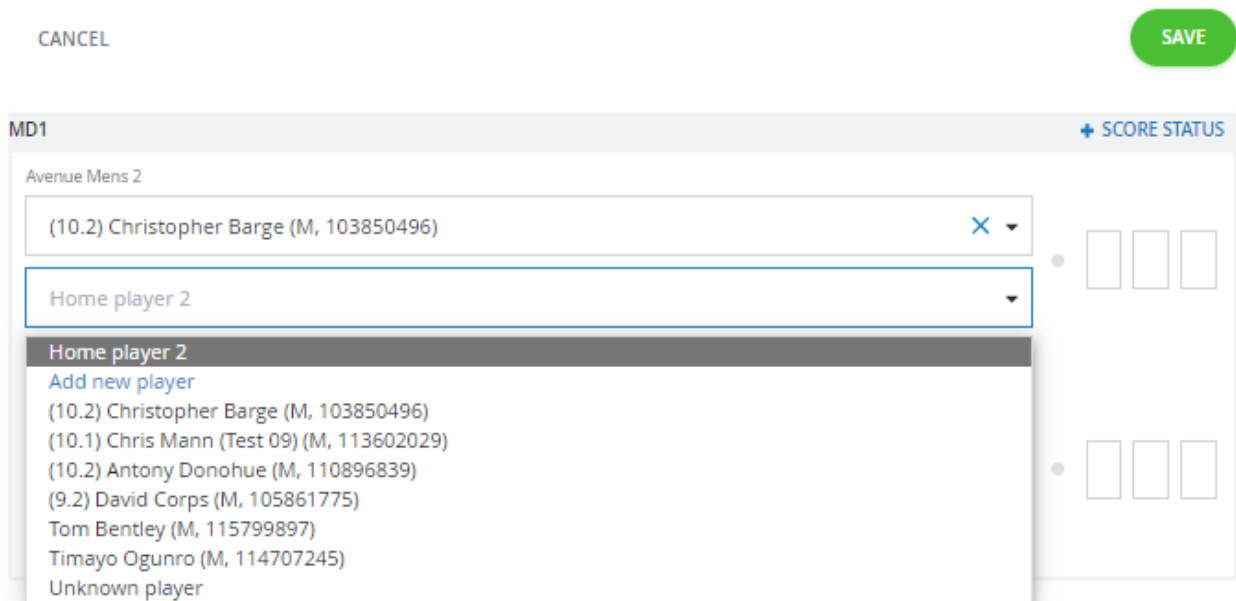 CANCEL
SAVE
MD1
+ SCORE STATUS
Avenue Mens 2
(10.2) Christopher Barge (M, 103850496)
Home player 2
Home player 2
Add new player
(10.2) Christopher Barge (M, 103850496)
(10.1) Chris Mann (Test 09) (M, 113602029)
(10.2) Antony Donohue (M, 110896839)
(9.2) David Corps (M, 105861775)
Tom Bentley (M, 115799897)
Timayo Ogunro (M, 114707245)
Unknown player